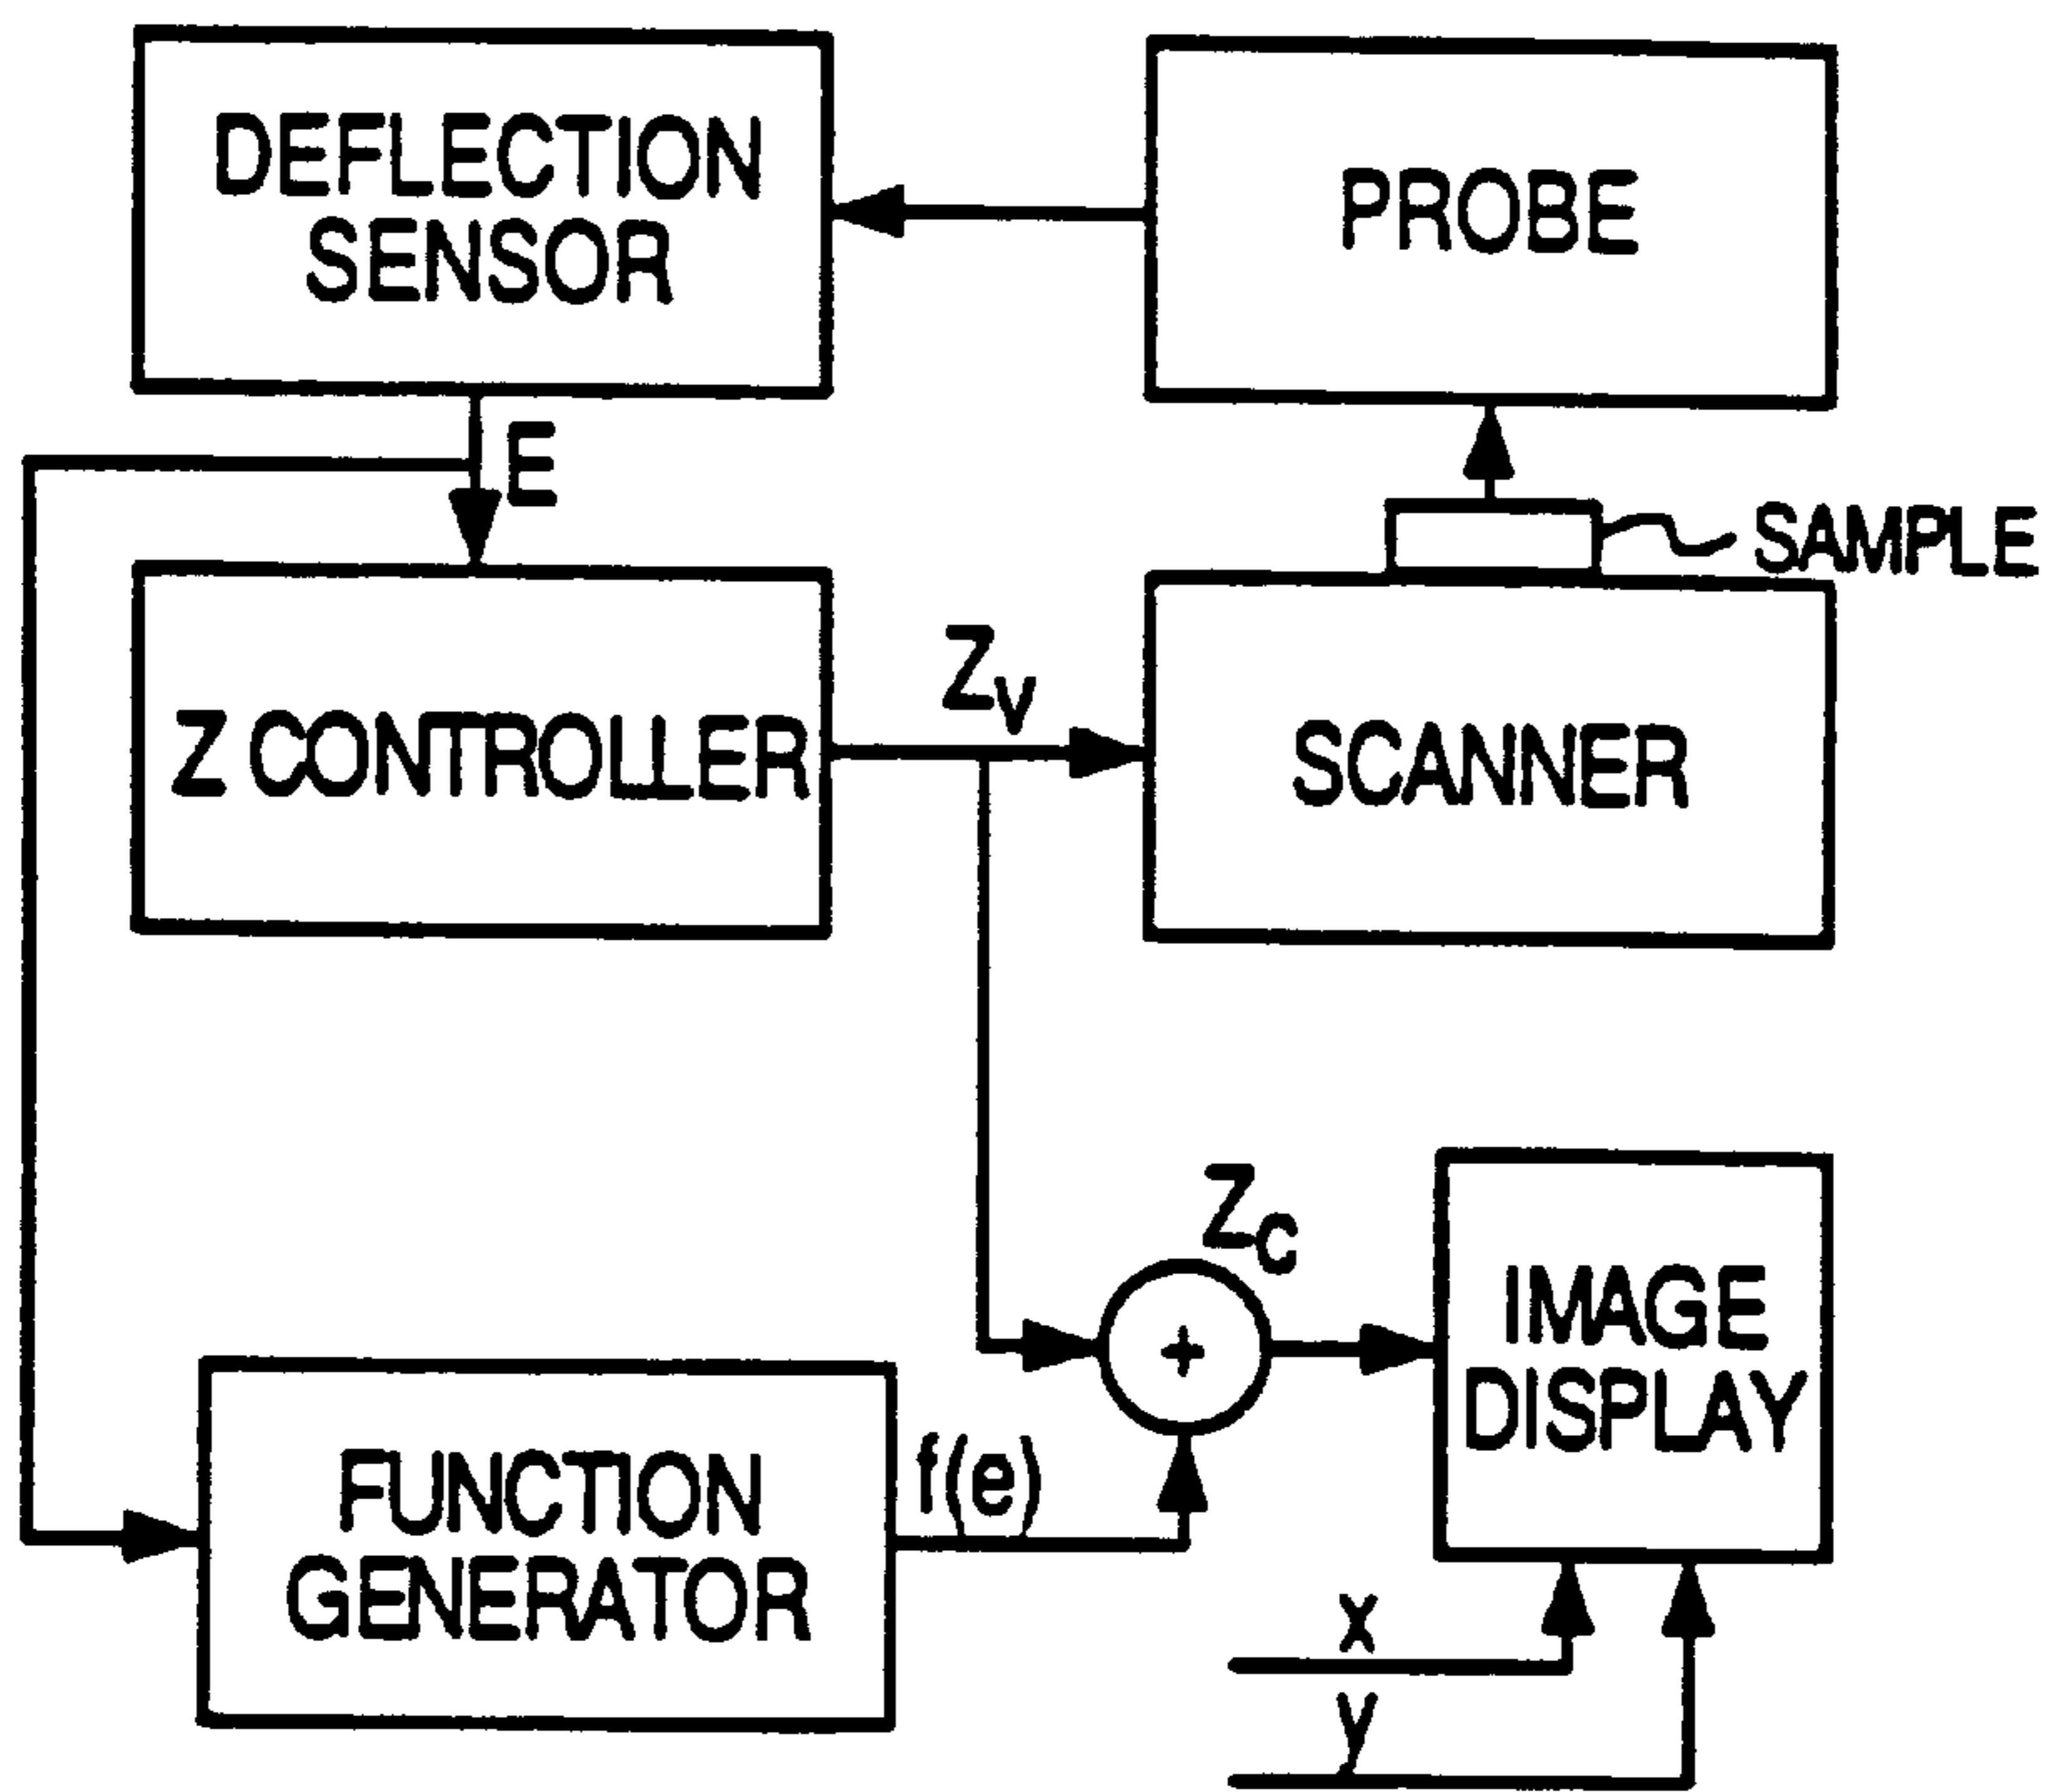 DEFLECTION
SENSOR
PROBE
E
SAMPLE
Z CONTROLLER
Zv
SCANNER
Zc
IMAGE
DISPLAY
FUNCTION
GENERATOR
f(e)
+
x
y